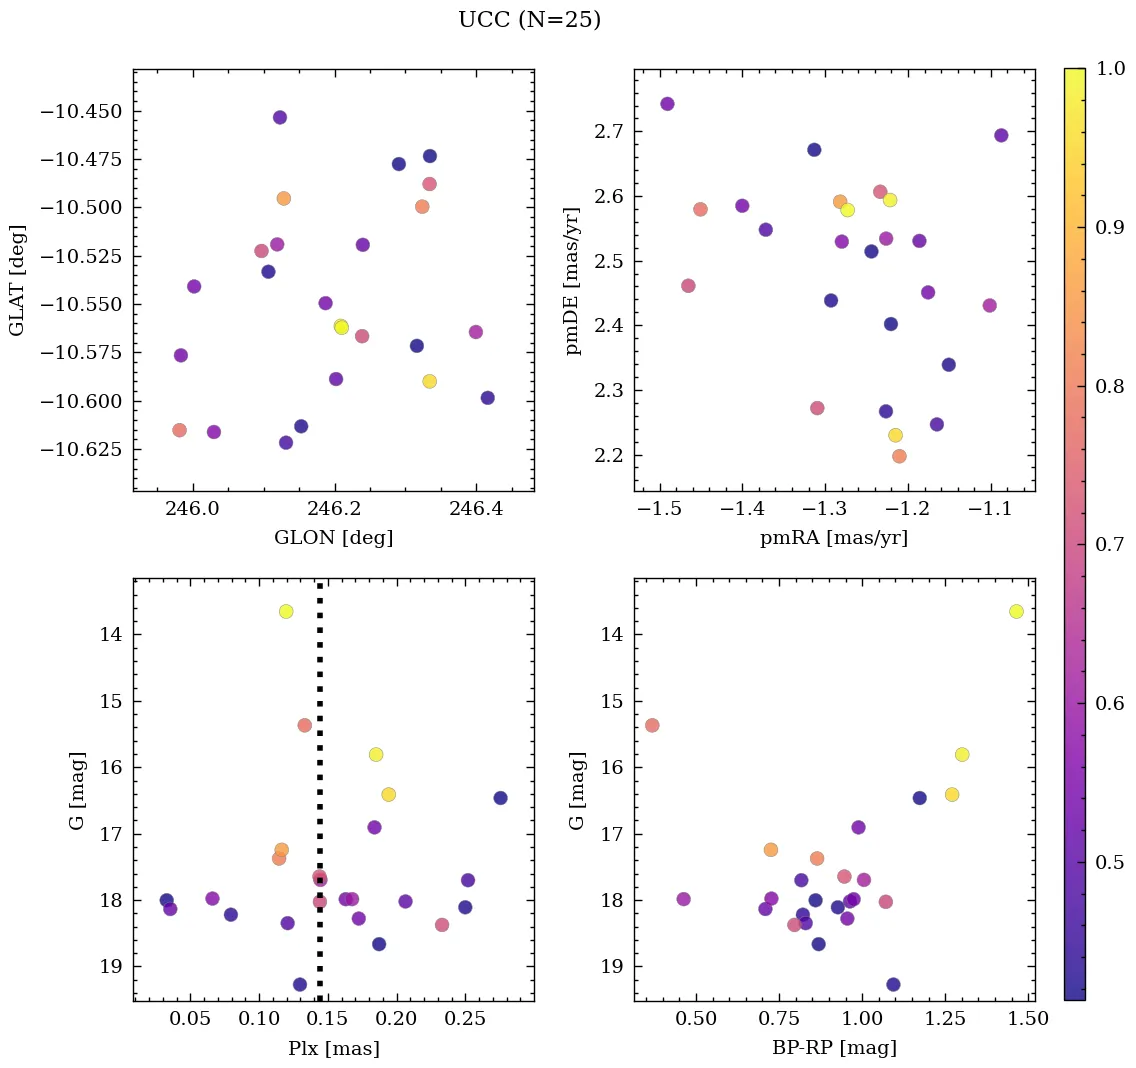 UCC (N=25)
−10.450
−10.475
−10.500
−10.525
−10.550
−10.575
−10.600
−10.625
GLAT [deg]
246.0 246.2 246.4
GLON [deg]
2.7
2.6
2.5
2.4
2.3
2.2
pmDE [mas/yr]
−1.5 −1.4 −1.3 −1.2 −1.1
pmRA [mas/yr]
14
15
16
17
18
19
G [mag]
0.05 0.10 0.15 0.20 0.25
Plx [mas]
14
15
16
17
18
19
G [mag]
0.50 0.75 1.00 1.25 1.50
BP-RP [mag]
1.0
0.9
0.8
0.7
0.6
0.5